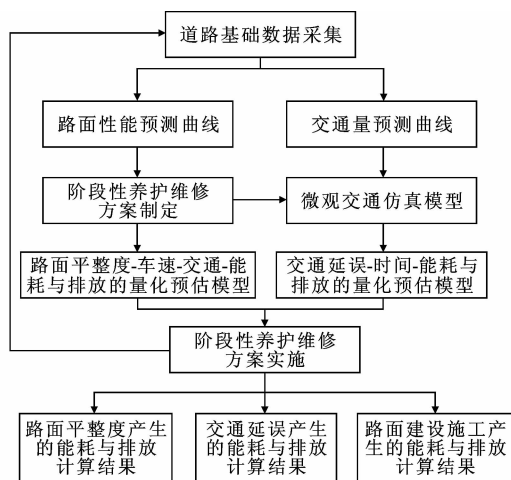 道路基础数据采集
路面性能预测曲线
交通量预测曲线
阶段性养护维修
方案制定
微观交通仿真模型
路面平整度-车速-交通-能
耗与排放的量化预估模型
交通延误-时间-能耗与
排放的量化预估模型
阶段性养护维修
方案实施
路面平整度产生
的能耗与排放
计算结果
交通延误产生
的能耗与排放
计算结果
路面建设施工产
生的能耗与排放
计算结果